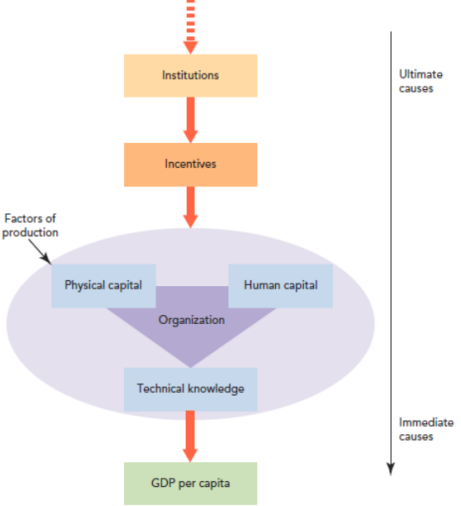 Institutions
Ultimate
causes
Incentives
Factors of
production
Physical capital
Human capital
Organization
Technical knowledge
Immediate
causes
GDP per capita